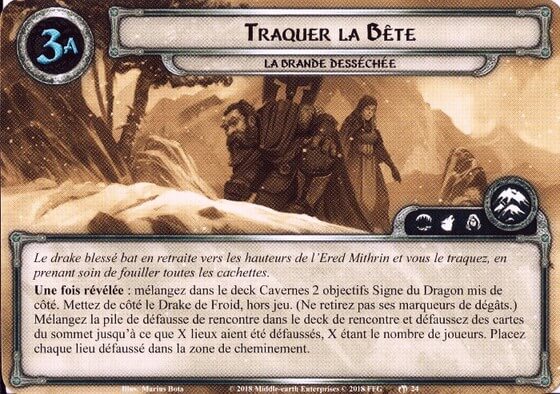 3A
TRAQUER LA BÊTE
LA BRANDE DESSÉCHÉE
Le drake blessé bat en retraite vers les hauteurs de l'Ered Mithrin et vous le traquez, en
prenant soin de fouiller toutes les cachettes.
Une fois révélée : mélangez dans le deck Cavernes 2 objectifs Signe du Dragon mis de
côté. Mettez de côté le Drake de Froid, hors jeu. (Ne retirez pas ses marqueurs de dégâts.)
Mélangez la pile de défausse de rencontre dans le deck de rencontre et défaussez des cartes
du sommet jusqu'à ce que X lieux aient été défaussés, X étant le nombre de joueurs. Placez
chaque lieu défaussé dans la zone de cheminement.
Illus. Marius Bota © 2018 Middle-earth Enterprises © 2018 FFG 24